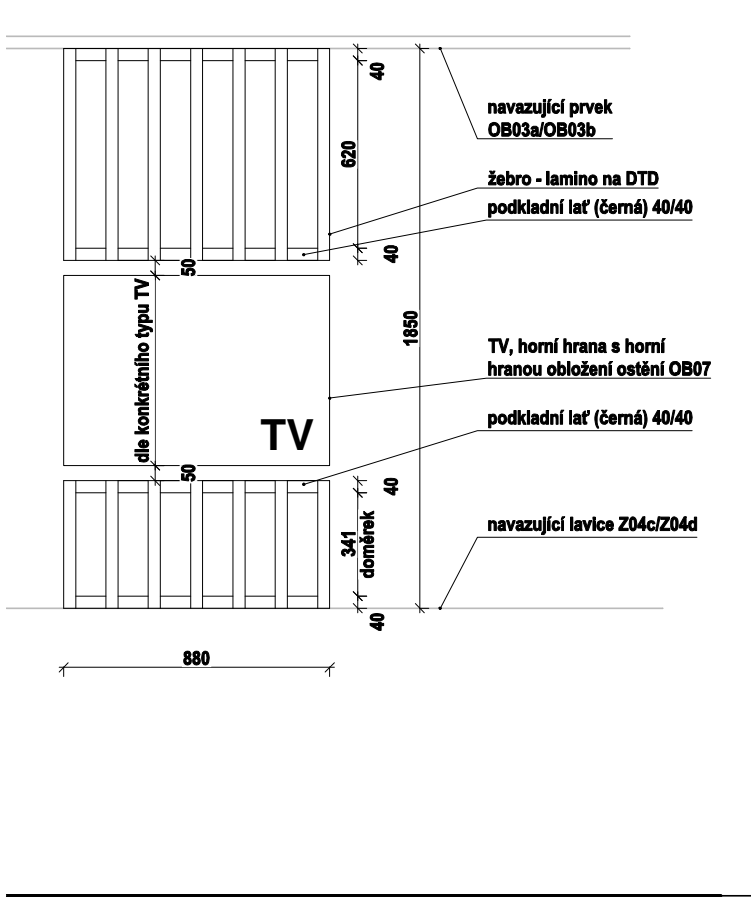 40
navazující prvek
OB03a/OB03b
620
žebro - lamino na DTD
podkladní lať (černá) 40/40
40
50
dle konkrétního typu TV
1850
TV, horní hrana s horní
hranou obložení ostění OB07
TV
podkladní lať (černá) 40/40
50
40
341
doměrek
navazující lavice Z04c/Z04d
40
880